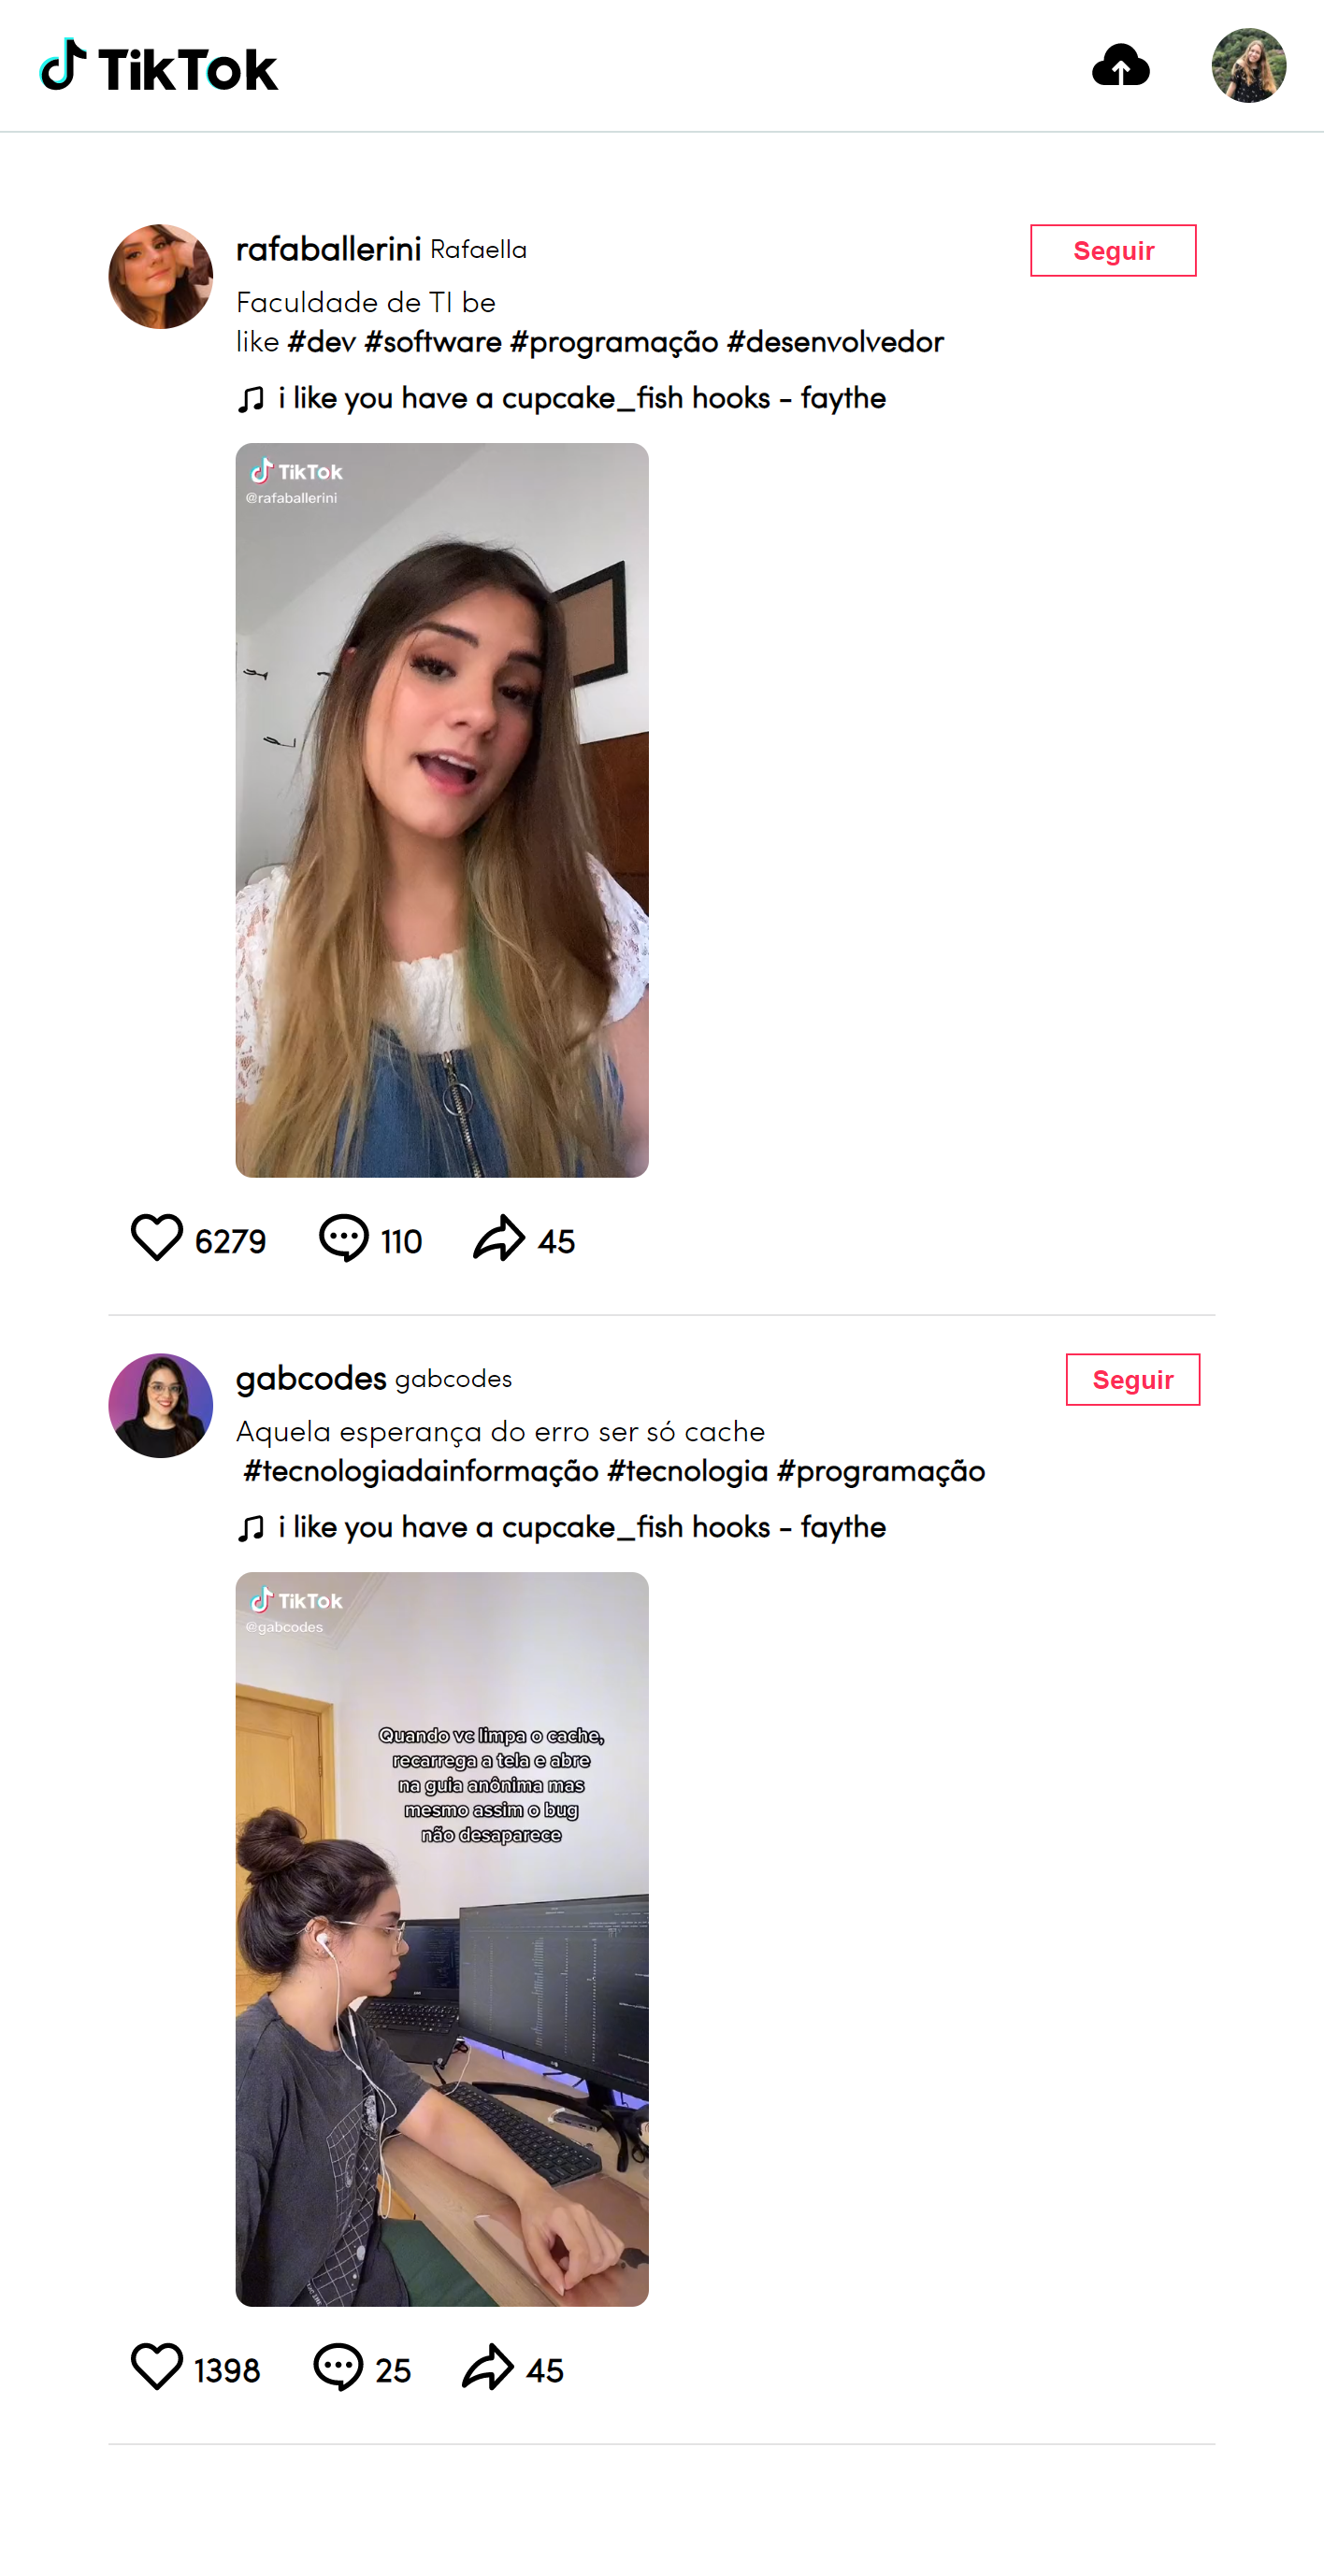 TikTok
rafaballerini Rafaella
Seguir
Faculdade de TI be
like #dev #software #programação #desenvolvedor
i like you have a cupcake_fish hooks - faythe
TikTok
@rafaballerini
6279 110 45
gabcodes gabcodes
Seguir
Aquela esperança do erro ser só cache
#tecnologiadainformação #tecnologia #programação
i like you have a cupcake_fish hooks - faythe
TikTok
@gabcodes
Quando vc limpa o cache,
recarrega a tela e abre
na guia anônima mas
mesmo assim o bug
não desaparece
1398 25 45